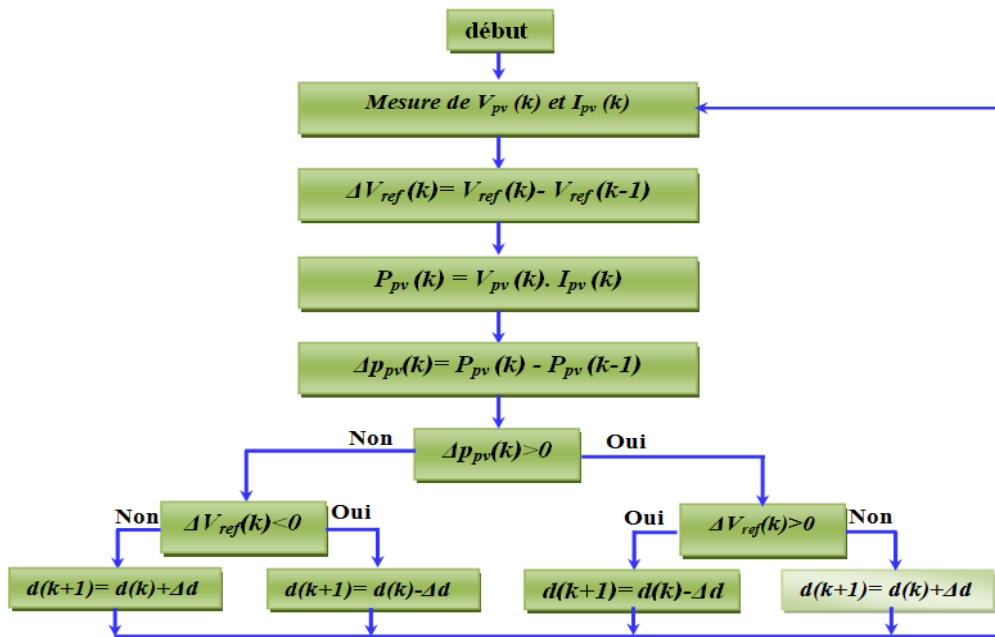 début
Mesure de Vpv (k) et Ipv (k)
ΔVref (k)= Vref (k)- Vref (k-1)
Ppv (k) = Vpv (k). Ipv (k)
Δppv(k)= Ppv (k) - Ppv (k-1)
Non
Δppv(k)>0
Oui
Non
ΔVref(k)<0
Oui
Oui
ΔVref(k)>0
Non
d(k+1)= d(k)+Δd
d(k+1)= d(k)-Δd
d(k+1)= d(k)-Δd
d(k+1)= d(k)+Δd